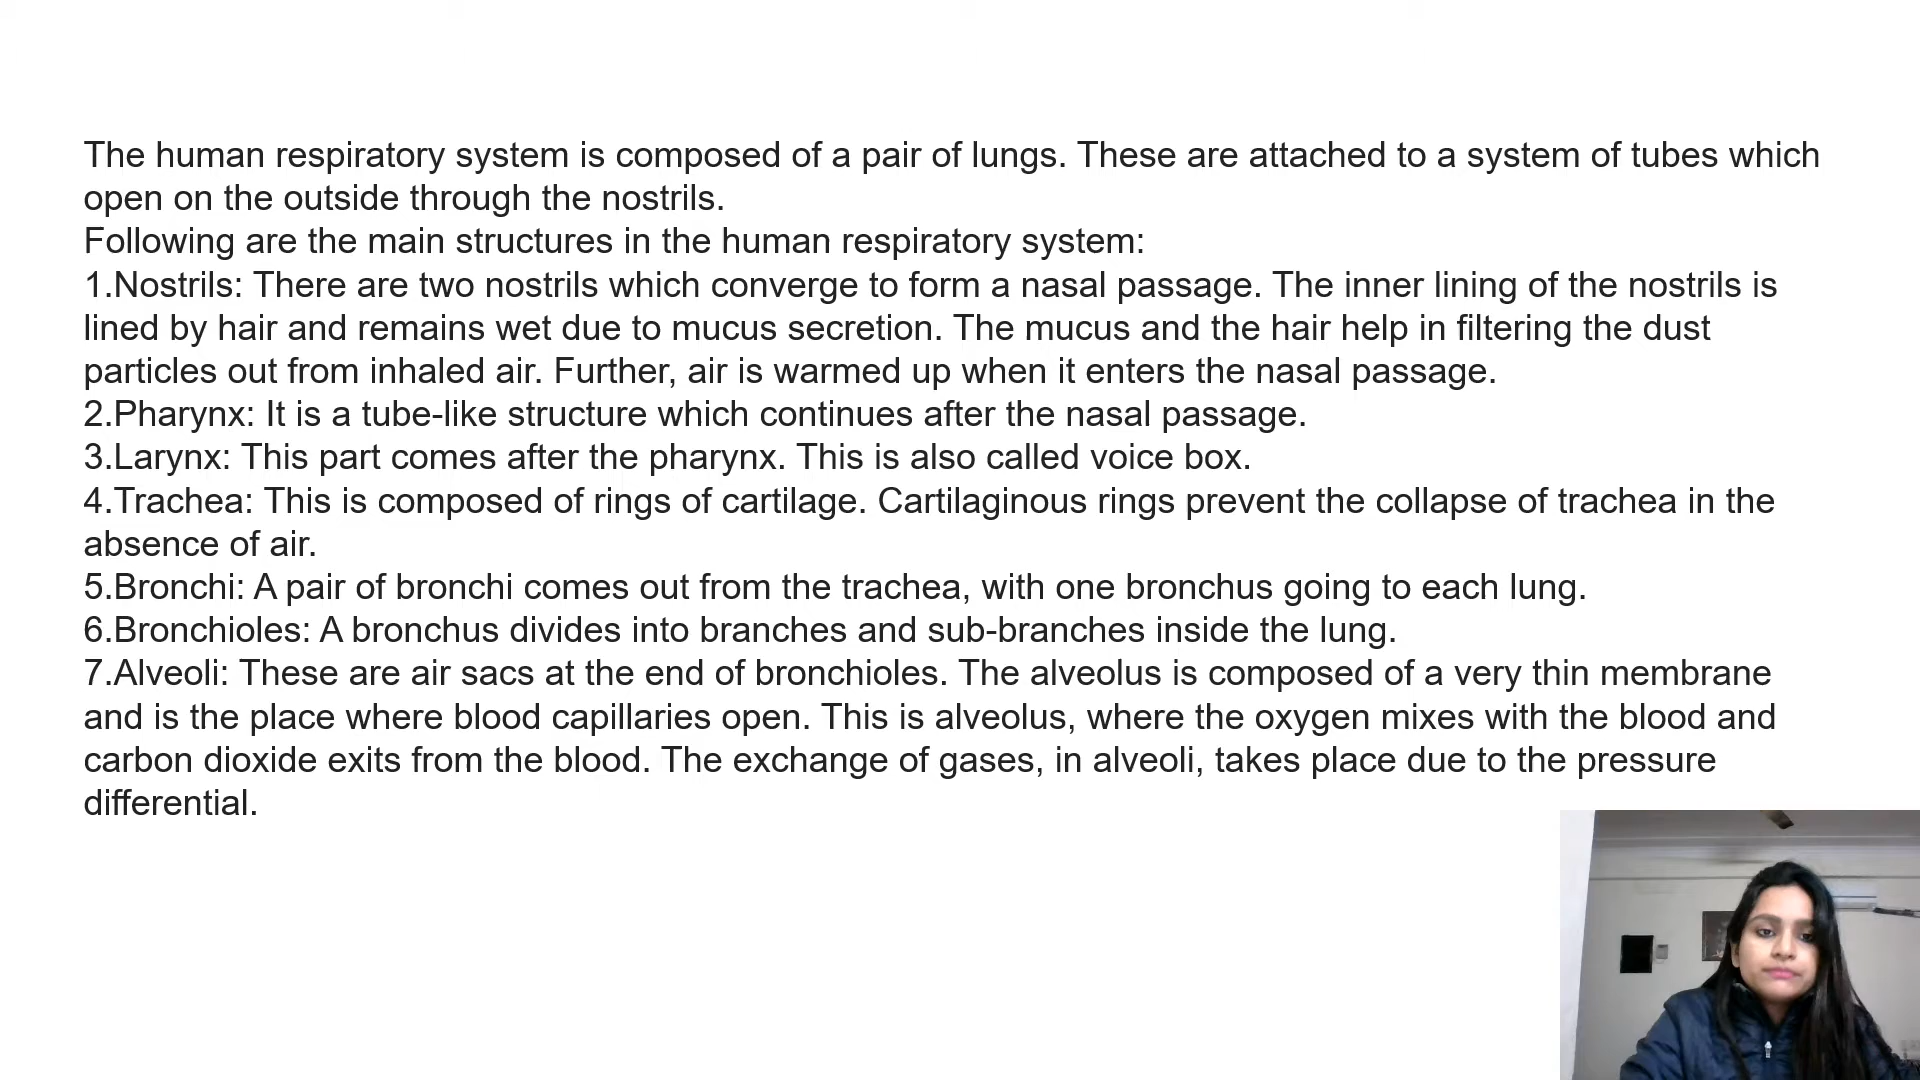 The human respiratory system is composed of a pair of lungs. These are attached to a system of tubes which
open on the outside through the nostrils.
Following are the main structures in the human respiratory system:
1.Nostrils: There are two nostrils which converge to form a nasal passage. The inner lining of the nostrils is
lined by hair and remains wet due to mucus secretion. The mucus and the hair help in filtering the dust
particles out from inhaled air. Further, air is warmed up when it enters the nasal passage.
2.Pharynx: It is a tube-like structure which continues after the nasal passage.
3.Larynx: This part comes after the pharynx. This is also called voice box.
4.Trachea: This is composed of rings of cartilage. Cartilaginous rings prevent the collapse of trachea in the
absence of air.
5.Bronchi: A pair of bronchi comes out from the trachea, with one bronchus going to each lung.
6.Bronchioles: A bronchus divides into branches and sub-branches inside the lung.
7.Alveoli: These are air sacs at the end of bronchioles. The alveolus is composed of a very thin membrane
and is the place where blood capillaries open. This is alveolus, where the oxygen mixes with the blood and
carbon dioxide exits from the blood. The exchange of gases, in alveoli, takes place due to the pressure
differential.